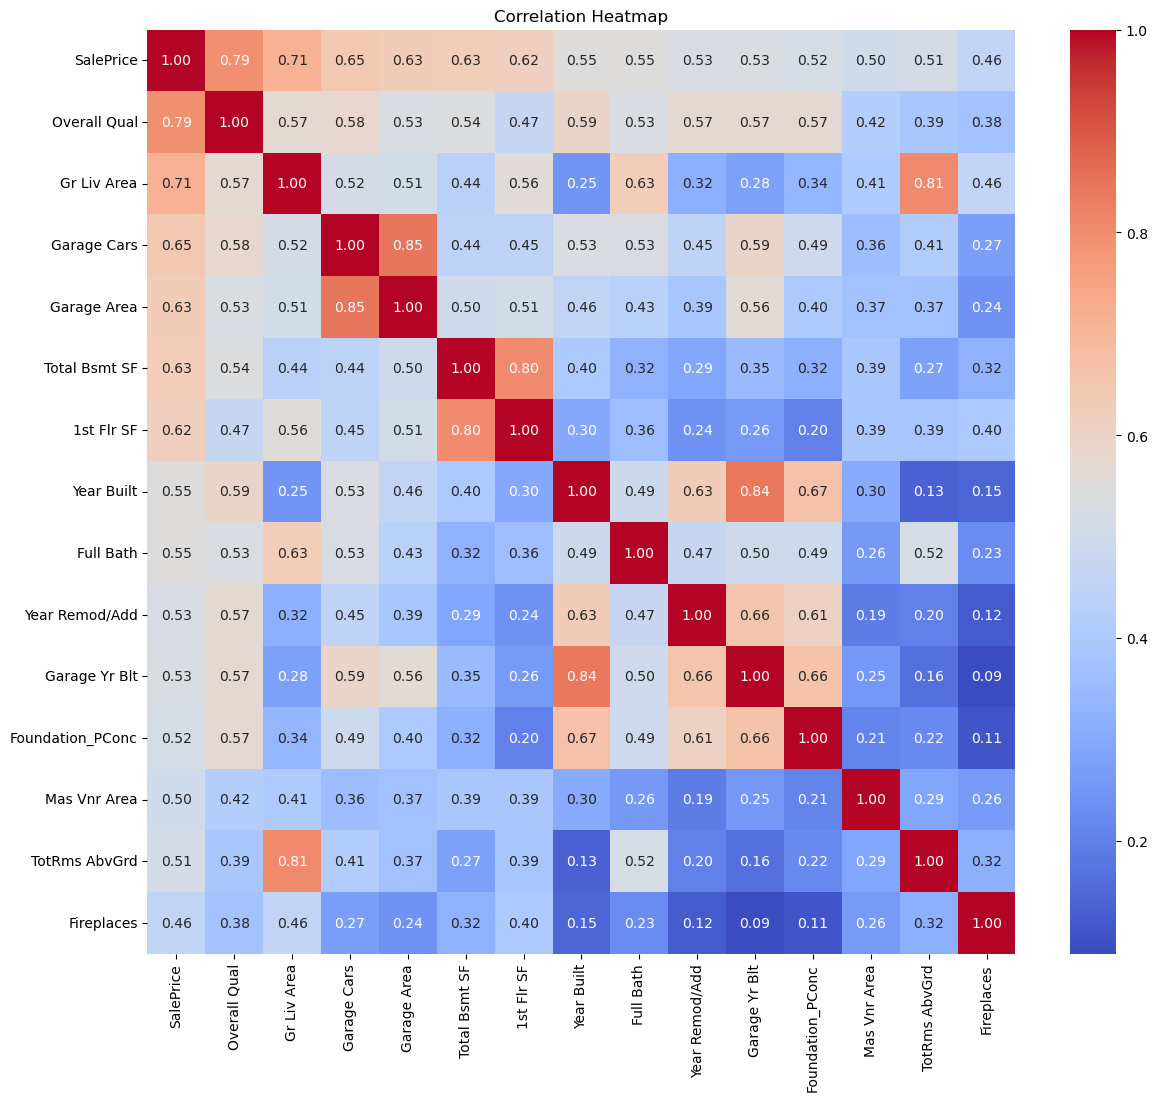 Correlation Heatmap
SalePrice 1.00 0.79 0.71 0.65 0.63 0.63 0.62 0.55 0.55 0.53 0.53 0.52 0.50 0.51 0.46
Overall Qual 0.79 1.00 0.57 0.58 0.53 0.54 0.47 0.59 0.53 0.57 0.57 0.57 0.42 0.39 0.38
Gr Liv Area 0.71 0.57 1.00 0.52 0.51 0.44 0.56 0.25 0.63 0.32 0.28 0.34 0.41 0.81 0.46
Garage Cars 0.65 0.58 0.52 1.00 0.85 0.44 0.45 0.53 0.53 0.45 0.59 0.49 0.36 0.41 0.27
Garage Area 0.63 0.53 0.51 0.85 1.00 0.50 0.51 0.46 0.43 0.39 0.56 0.40 0.37 0.37 0.24
Total Bsmt SF 0.63 0.54 0.44 0.44 0.50 1.00 0.80 0.40 0.32 0.29 0.35 0.32 0.39 0.27 0.32
1st Flr SF 0.62 0.47 0.56 0.45 0.51 0.80 1.00 0.30 0.36 0.24 0.26 0.20 0.39 0.39 0.40
Year Built 0.55 0.59 0.25 0.53 0.46 0.40 0.30 1.00 0.49 0.63 0.84 0.67 0.30 0.13 0.15
Full Bath 0.55 0.53 0.63 0.53 0.43 0.32 0.36 0.49 1.00 0.47 0.50 0.49 0.26 0.52 0.23
Year Remod/Add 0.53 0.57 0.32 0.45 0.39 0.29 0.24 0.63 0.47 1.00 0.66 0.61 0.19 0.20 0.12
Garage Yr Blt 0.53 0.57 0.28 0.59 0.56 0.35 0.26 0.84 0.50 0.66 1.00 0.66 0.25 0.16 0.09
Foundation_PConc 0.52 0.57 0.34 0.49 0.40 0.32 0.20 0.67 0.49 0.61 0.66 1.00 0.21 0.22 0.11
Mas Vnr Area 0.50 0.42 0.41 0.36 0.37 0.39 0.39 0.30 0.26 0.19 0.25 0.21 1.00 0.29 0.26
TotRms AbvGrd 0.51 0.39 0.81 0.41 0.37 0.27 0.39 0.13 0.52 0.20 0.16 0.22 0.29 1.00 0.32
Fireplaces 0.46 0.38 0.46 0.27 0.24 0.32 0.40 0.15 0.23 0.12 0.09 0.11 0.26 0.32 1.00
SalePrice
Overall Qual
Gr Liv Area
Garage Cars
Garage Area
Total Bsmt SF
1st Flr SF
Year Built
Full Bath
Year Remod/Add
Garage Yr Blt
Foundation_PConc
Mas Vnr Area
TotRms AbvGrd
Fireplaces
1.0
0.8
0.6
0.4
0.2